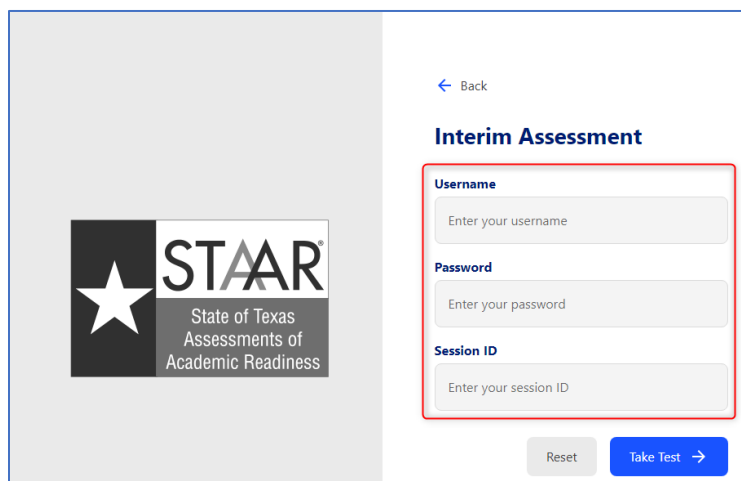 ← Back
Interim Assessment
Username
Enter your username
Password
Enter your password
Session ID
Enter your session ID
Reset
Take Test →
STAAR®
State of Texas
Assessments of
Academic Readiness